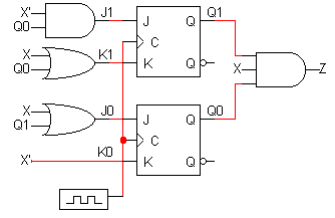 X' J1 Q1
Q0 J Q
C
X K1 X Z
Q0 K Q
X J0 Q0
Q1 J Q
C
X' K0 K Q